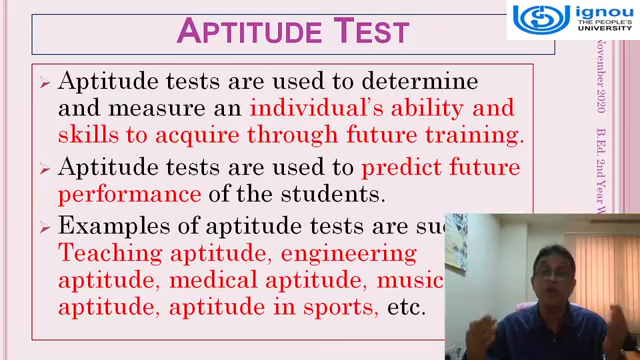 APTITUDE TEST
ignou
THE PEOPLE'S
UNIVERSITY
Aptitude tests are used to determine
and measure an individual's ability and
skills to acquire through future training.
Aptitude tests are used to predict future
performance of the students.
Examples of aptitude tests are
Teaching aptitude, engineering
aptitude, medical aptitude, music
aptitude, aptitude in sports, etc.
November 2020
B.Ed. 2nd Year